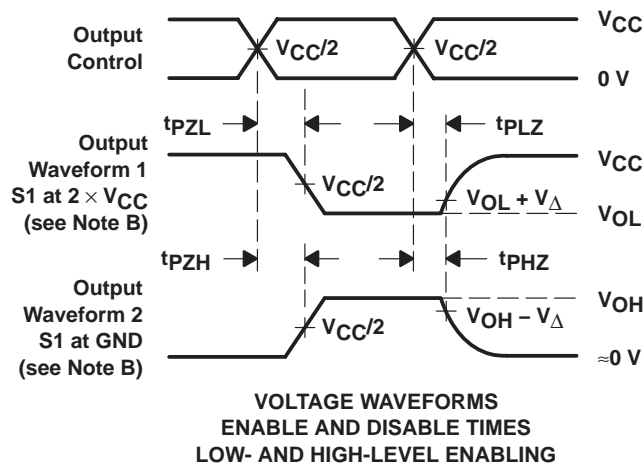 Output
Control
VCC/2
VCC/2
VCC
0 V
tPZL
tPLZ
Output
Waveform 1
S1 at 2 × VCC
(see Note B)
VCC/2
VOL + VΔ
VCC
VOL
tPZH
tPHZ
Output
Waveform 2
S1 at GND
(see Note B)
VCC/2
VOH − VΔ
VOH
≈0 V
VOLTAGE WAVEFORMS
ENABLE AND DISABLE TIMES
LOW- AND HIGH-LEVEL ENABLING